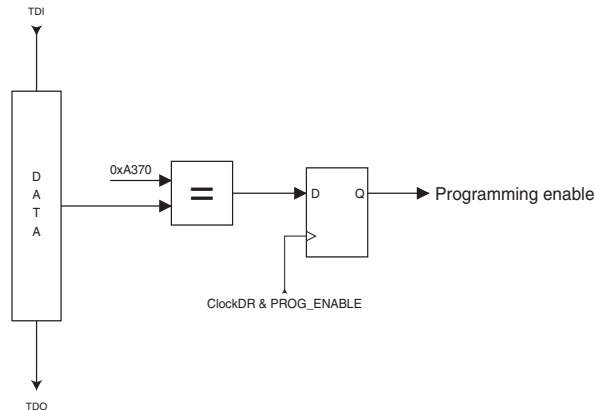 TDI
D
A
T
A
0xA370
=
D
Q
Programming enable
ClockDR & PROG_ENABLE
TDO